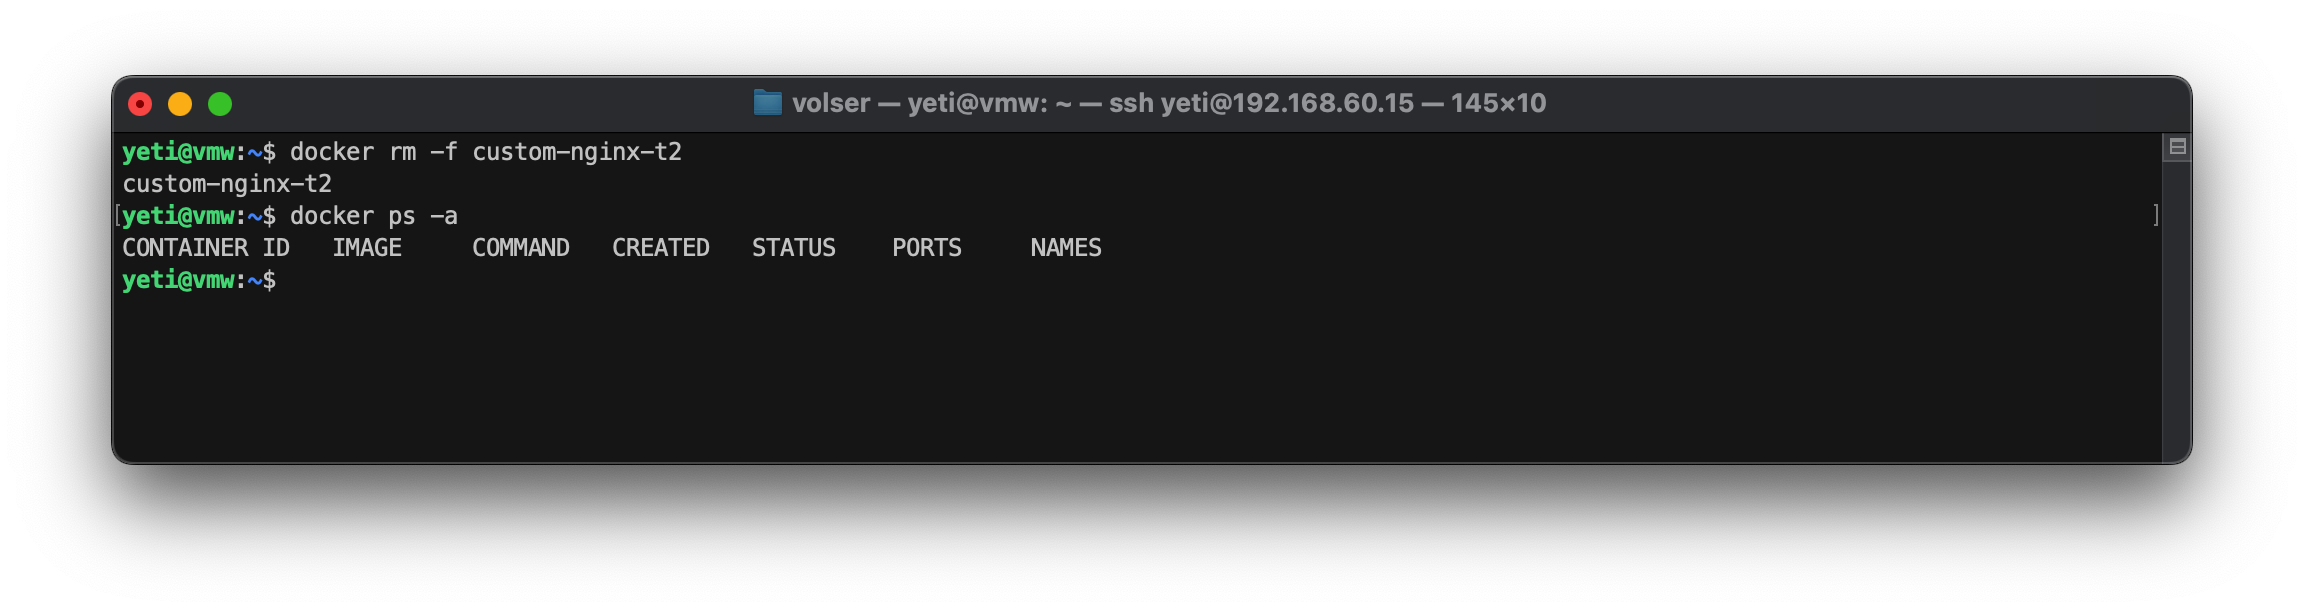 volser — yeti@vmw: ~ — ssh yeti@192.168.60.15 — 145×10
yeti@vmw:~$ docker rm -f custom-nginx-t2
custom-nginx-t2
[yeti@vmw:~$ docker ps -a ]
CONTAINER ID   IMAGE     COMMAND   CREATED   STATUS    PORTS     NAMES
yeti@vmw:~$